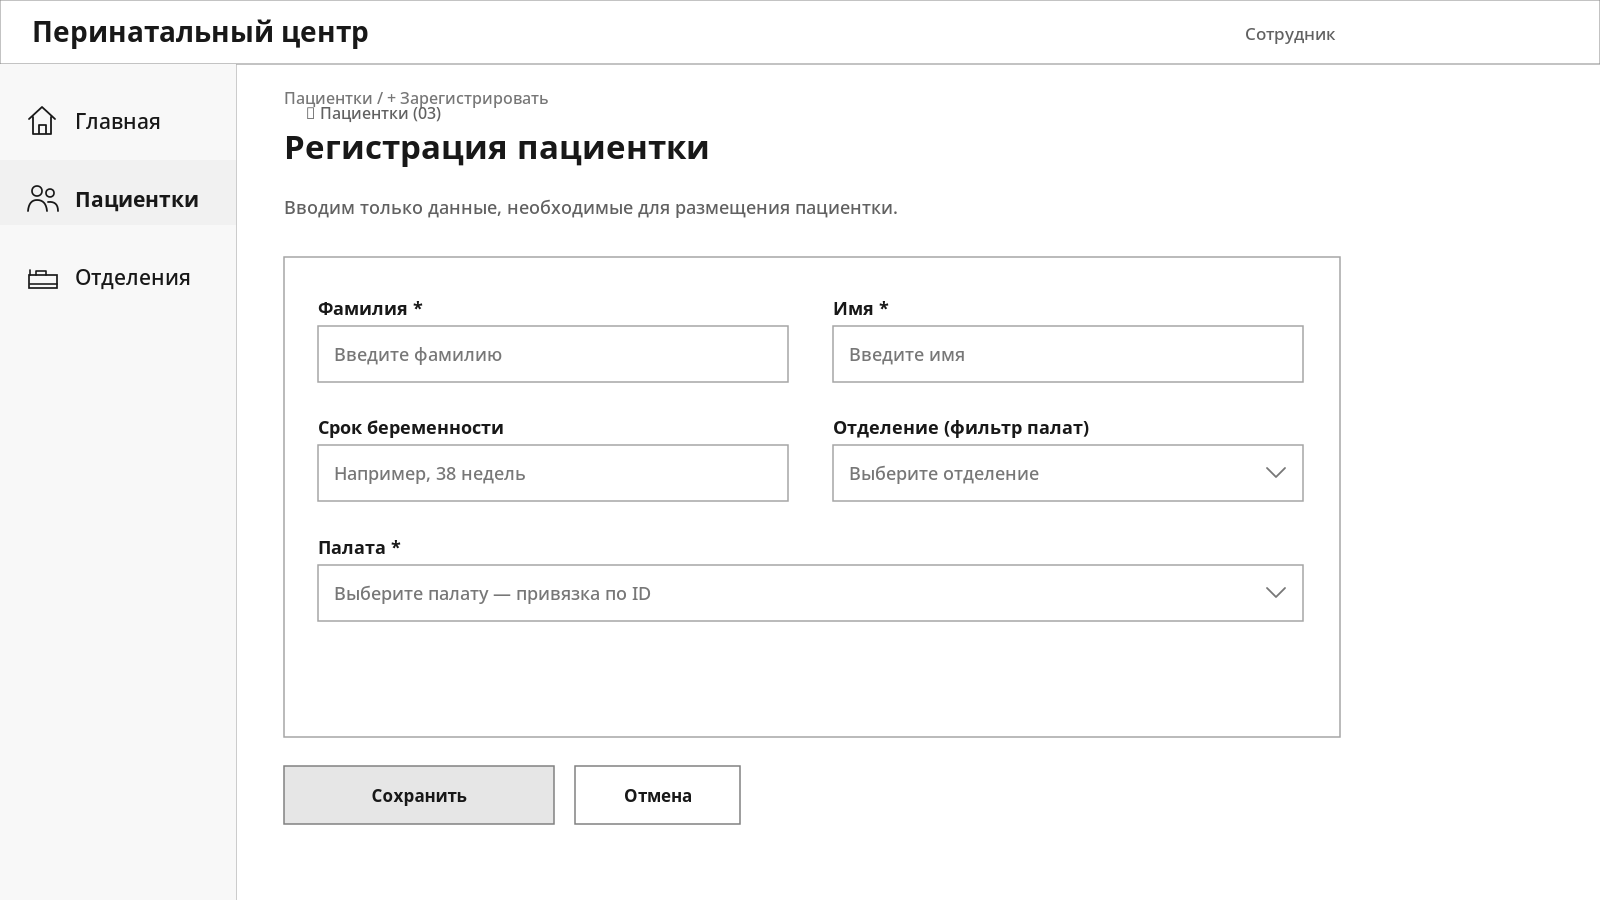 Перинатальный центр
Сотрудник
Главная
Пациентки
Отделения
Пациентки / + Зарегистрировать
Пациентки (03)
Регистрация пациентки
Вводим только данные, необходимые для размещения пациентки.
Фамилия *
Имя *
Введите фамилию
Введите имя
Срок беременности
Отделение (фильтр палат)
Например, 38 недель
Выберите отделение
Палата *
Выберите палату — привязка по ID
Сохранить
Отмена